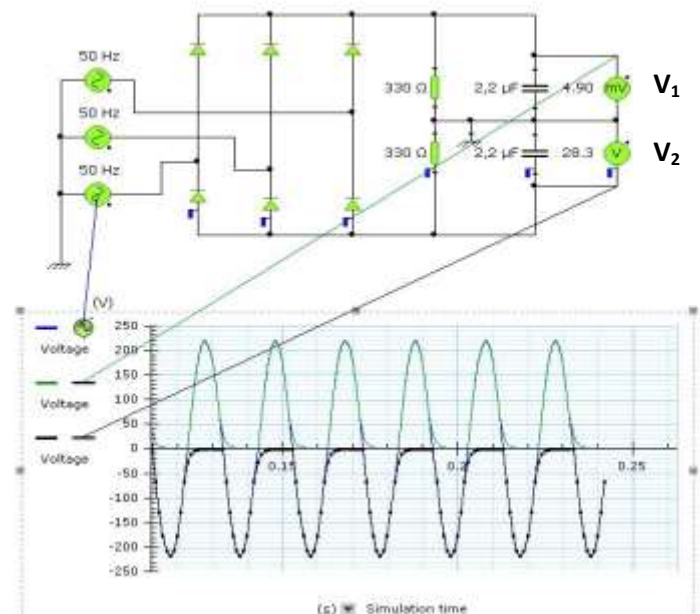 50 Hz
50 Hz
50 Hz
330 Ω
2,2 µF
4.90
mV
V₁
330 Ω
2,2 µF
28.3
V
V₂
(V)
Voltage
Voltage
Voltage
250
200
150
100
50
0
-50
-100
-150
-200
-250
0.15
0.2
0.25
(s)
Simulation time